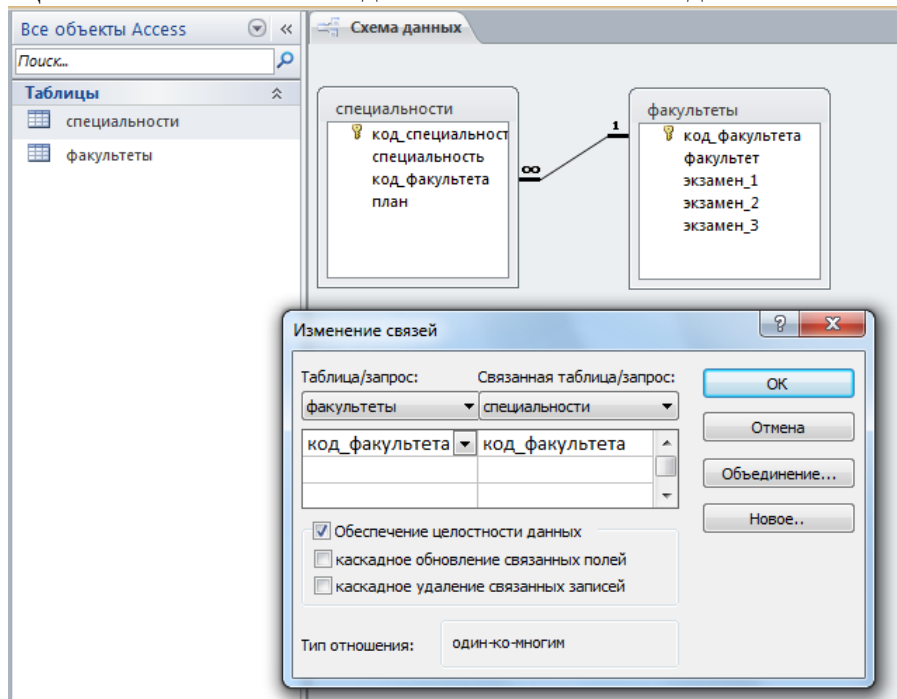 Все объекты Access
Поиск...
Таблицы
специальности
факультеты
Схема данных
специальности
код_специальност
специальность
код_факультета
план
∞
1
факультеты
код_факультета
факультет
экзамен_1
экзамен_2
экзамен_3
Изменение связей
Таблица/запрос: Связанная таблица/запрос:
факультеты специальности
код_факультета код_факультета
Обеспечение целостности данных
каскадное обновление связанных полей
каскадное удаление связанных записей
Тип отношения: один-ко-многим
ОК
Отмена
Объединение...
Новое..